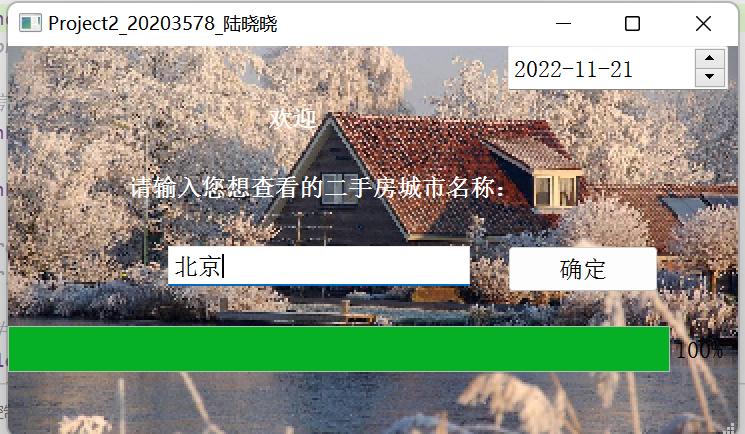 Project2_20203578_陆晓晓
2022-11-21
欢迎
请输入您想查看的二手房城市名称:
北京
确定
100%